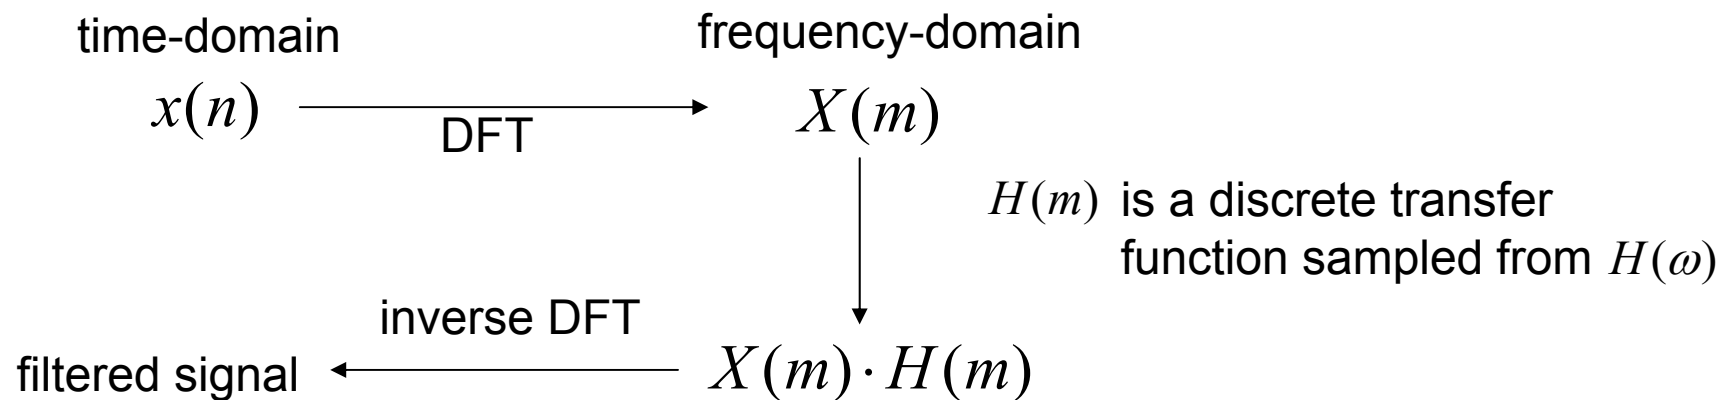 time-domain
frequency-domain
x(n)
DFT
X(m)
H(m) is a discrete transfer
function sampled from H(ω)
inverse DFT
filtered signal
X(m)·H(m)